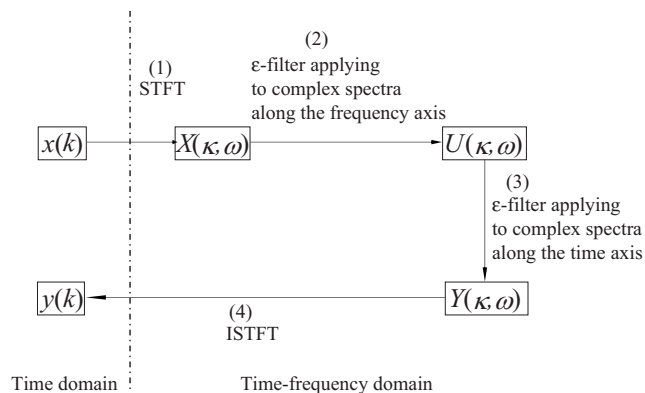 (1)
STFT
(2)
ε-filter applying
to complex spectra
along the frequency axis
x(k)
X(κ, ω)
U(κ, ω)
(3)
ε-filter applying
to complex spectra
along the time axis
y(k)
Y(κ, ω)
(4)
ISTFT
Time domain
Time-frequency domain